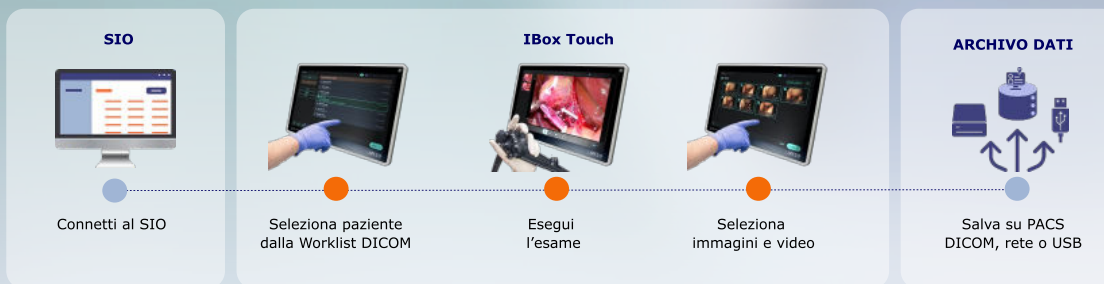 SIO
IBox Touch
ARCHIVO DATI
Connetti al SIO
Seleziona paziente
dalla Worklist DICOM
Esegui
l'esame
Seleziona
immagini e video
Salva su PACS
DICOM, rete o USB